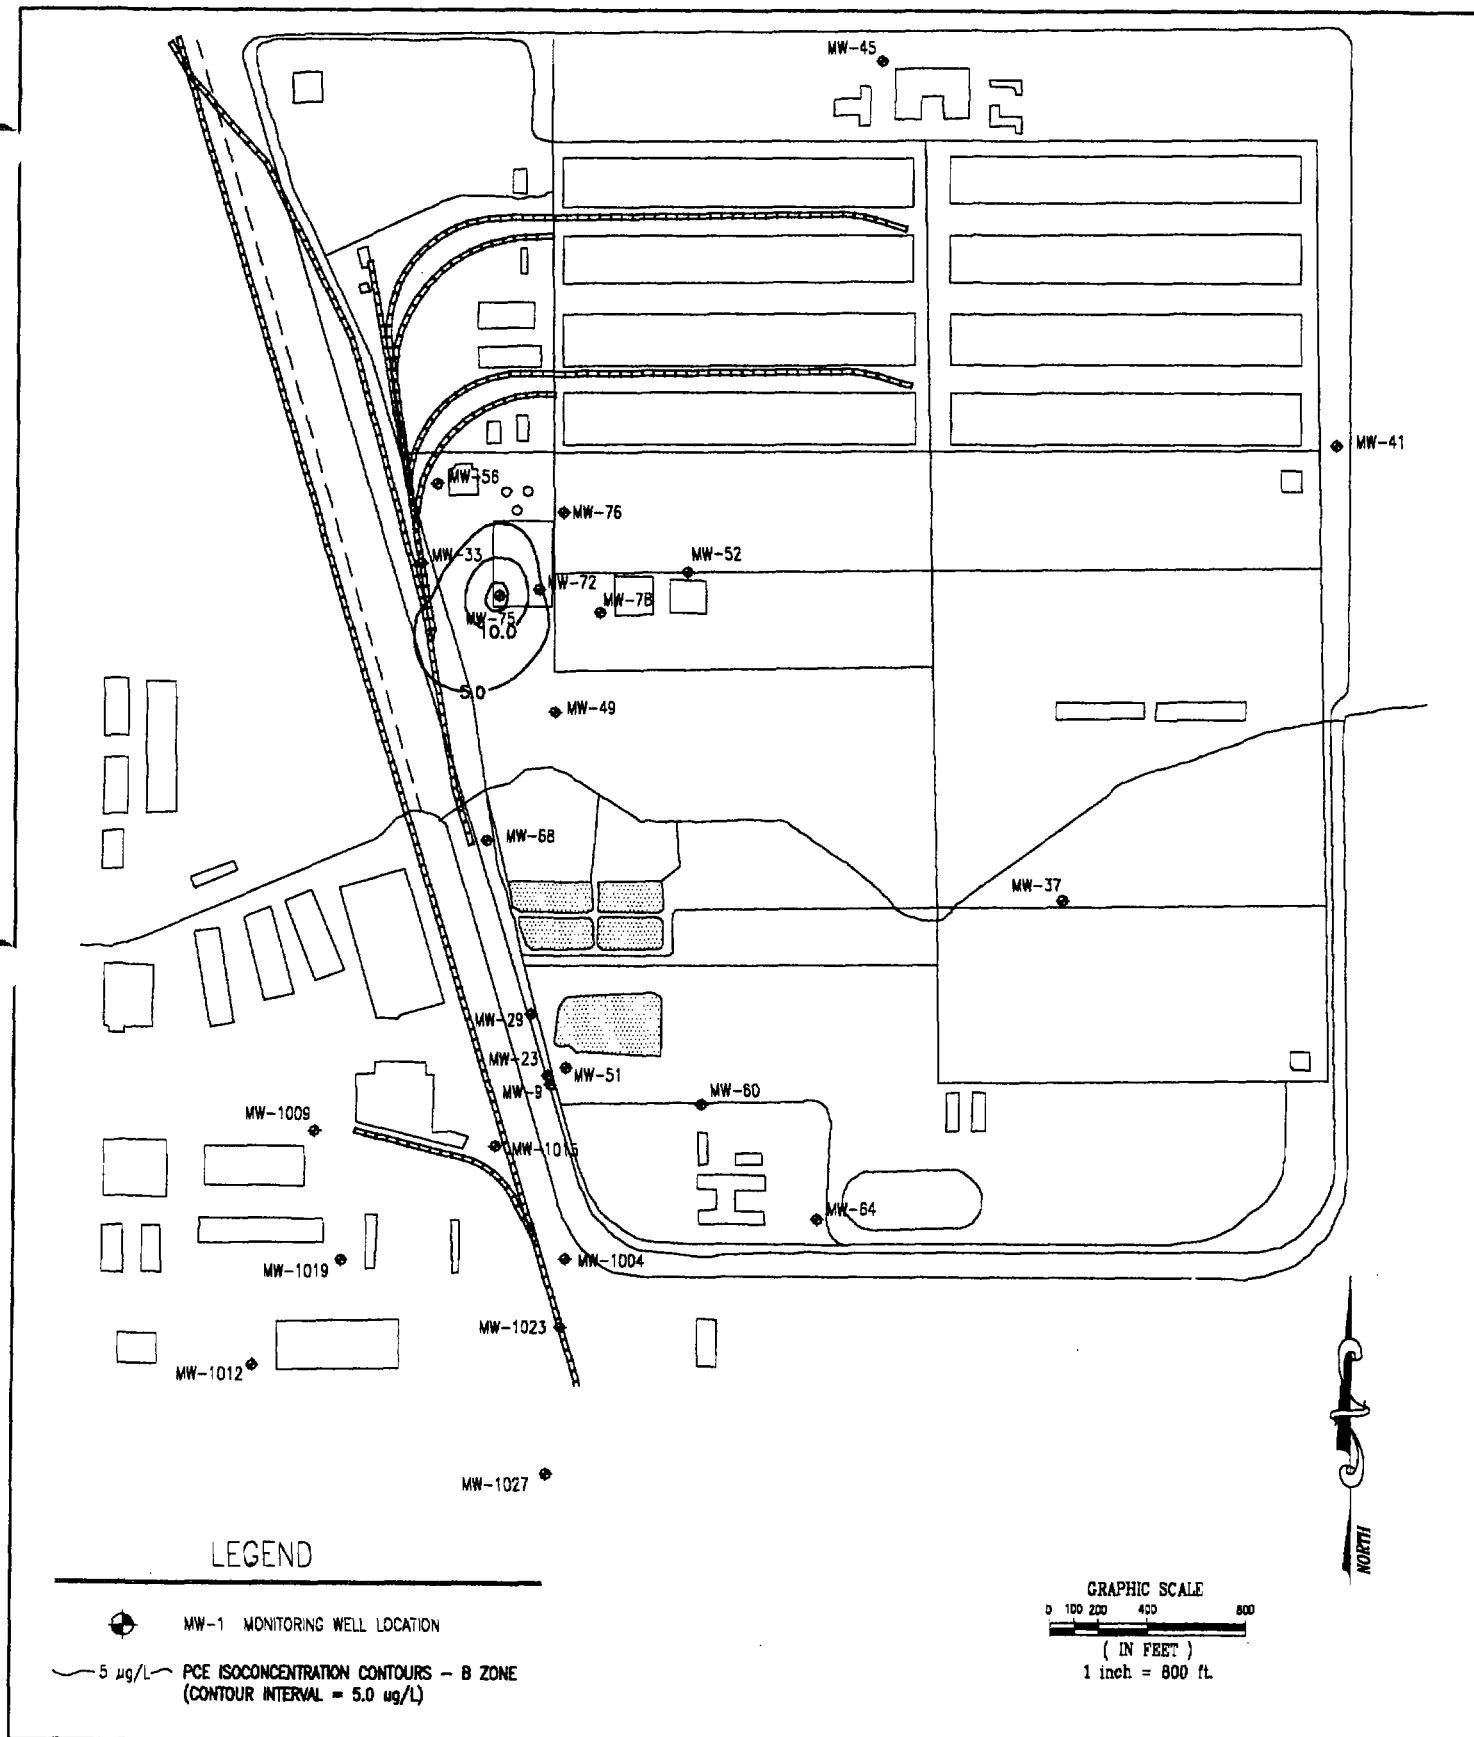 MW-45
MW-41
MW-56
MW-76
MW-33
MW-52
MW-72
MW-78
MW-75
10.0
5.0
MW-49
MW-68
MW-37
MW-29
MW-23
MW-51
MW-9
MW-60
MW-1009
MW-1015
MW-64
MW-1004
MW-1019
MW-1023
MW-1012
MW-1027
NORTH
LEGEND
MW-1 MONITORING WELL LOCATION
5 µg/L PCE ISOCONCENTRATION CONTOURS - B ZONE
(CONTOUR INTERVAL = 5.0 ug/L)
GRAPHIC SCALE
0 100 200 400 800
( IN FEET )
1 inch = 800 ft.